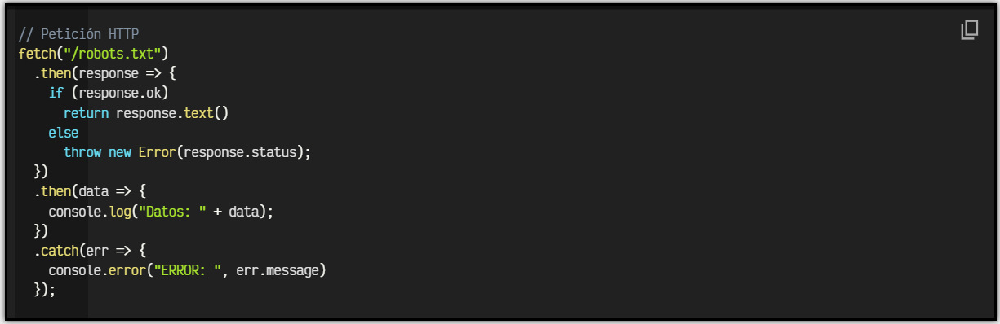 // Petición HTTP
fetch("/robots.txt")
  .then(response => {
    if (response.ok)
      return response.text()
    else
      throw new Error(response.status);
  })
  .then(data => {
    console.log("Datos: " + data);
  })
  .catch(err => {
    console.error("ERROR: ", err.message)
  });